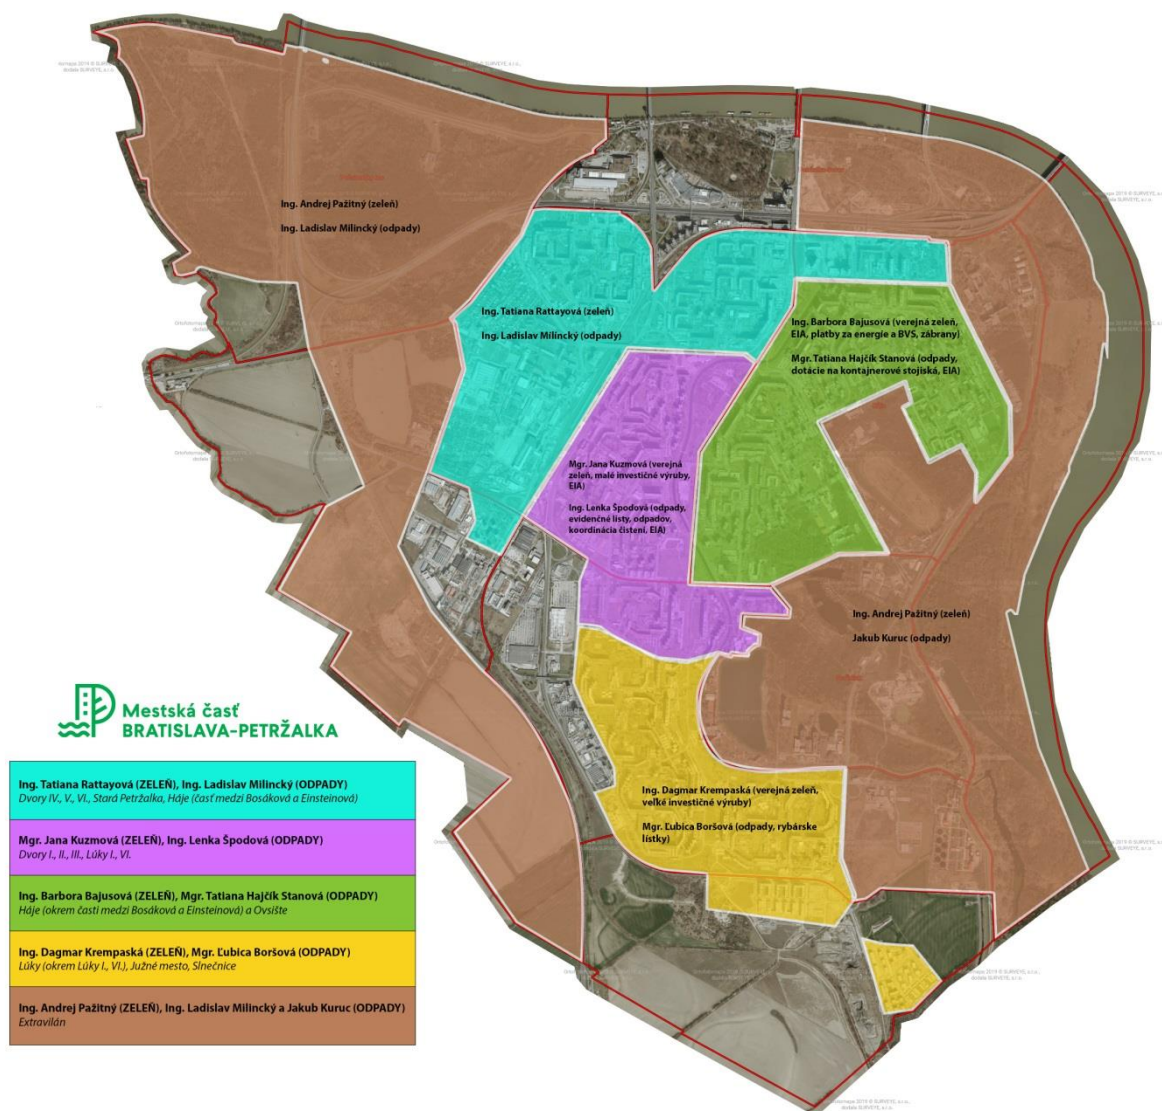 Ing. Andrej Pažitný (zeleň)
Ing. Ladislav Milincký (odpady)
Ing. Tatiana Rattayová (zeleň)
Ing. Ladislav Milincký (odpady)
Ing. Barbora Bajusová (verejná zeleň,
EIA, platby za energie a BVS, zábrany)
Mgr. Tatiana Hajčík Stanová (odpady,
dotácie na kontajnerové stojiská, EIA)
Mgr. Jana Kuzmová (verejná
zeleň, malé investičné výruby,
EIA)
Ing. Lenka Špodová (odpady,
evidenčné listy, odpadov,
koordinácia čistení, EIA)
Ing. Andrej Pažitný (zeleň)
Jakub Kuruc (odpady)
Ing. Dagmar Krempaská (verejná zeleň,
veľké investičné výruby)
Mgr. Ľubica Boršová (odpady, rybárske
lístky)
Mestská časť
BRATISLAVA-PETRŽALKA
Ing. Tatiana Rattayová (ZELEŇ), Ing. Ladislav Milincký (ODPADY)
Dvory IV., V., VI., Stará Petržalka, Háje (časť medzi Bosáková a Einsteinová)
Mgr. Jana Kuzmová (ZELEŇ), Ing. Lenka Špodová (ODPADY)
Dvory I., II., III., Lúky I., VI.
Ing. Barbora Bajusová (ZELEŇ), Mgr. Tatiana Hajčík Stanová (ODPADY)
Háje (okrem časti medzi Bosáková a Einsteinová) a Ovsište
Ing. Dagmar Krempaská (ZELEŇ), Mgr. Ľubica Boršová (ODPADY)
Lúky (okrem Lúky I., VI.), Južné mesto, Slnečnice
Ing. Andrej Pažitný (ZELEŇ), Ing. Ladislav Milincký a Jakub Kuruc (ODPADY)
Extravilán